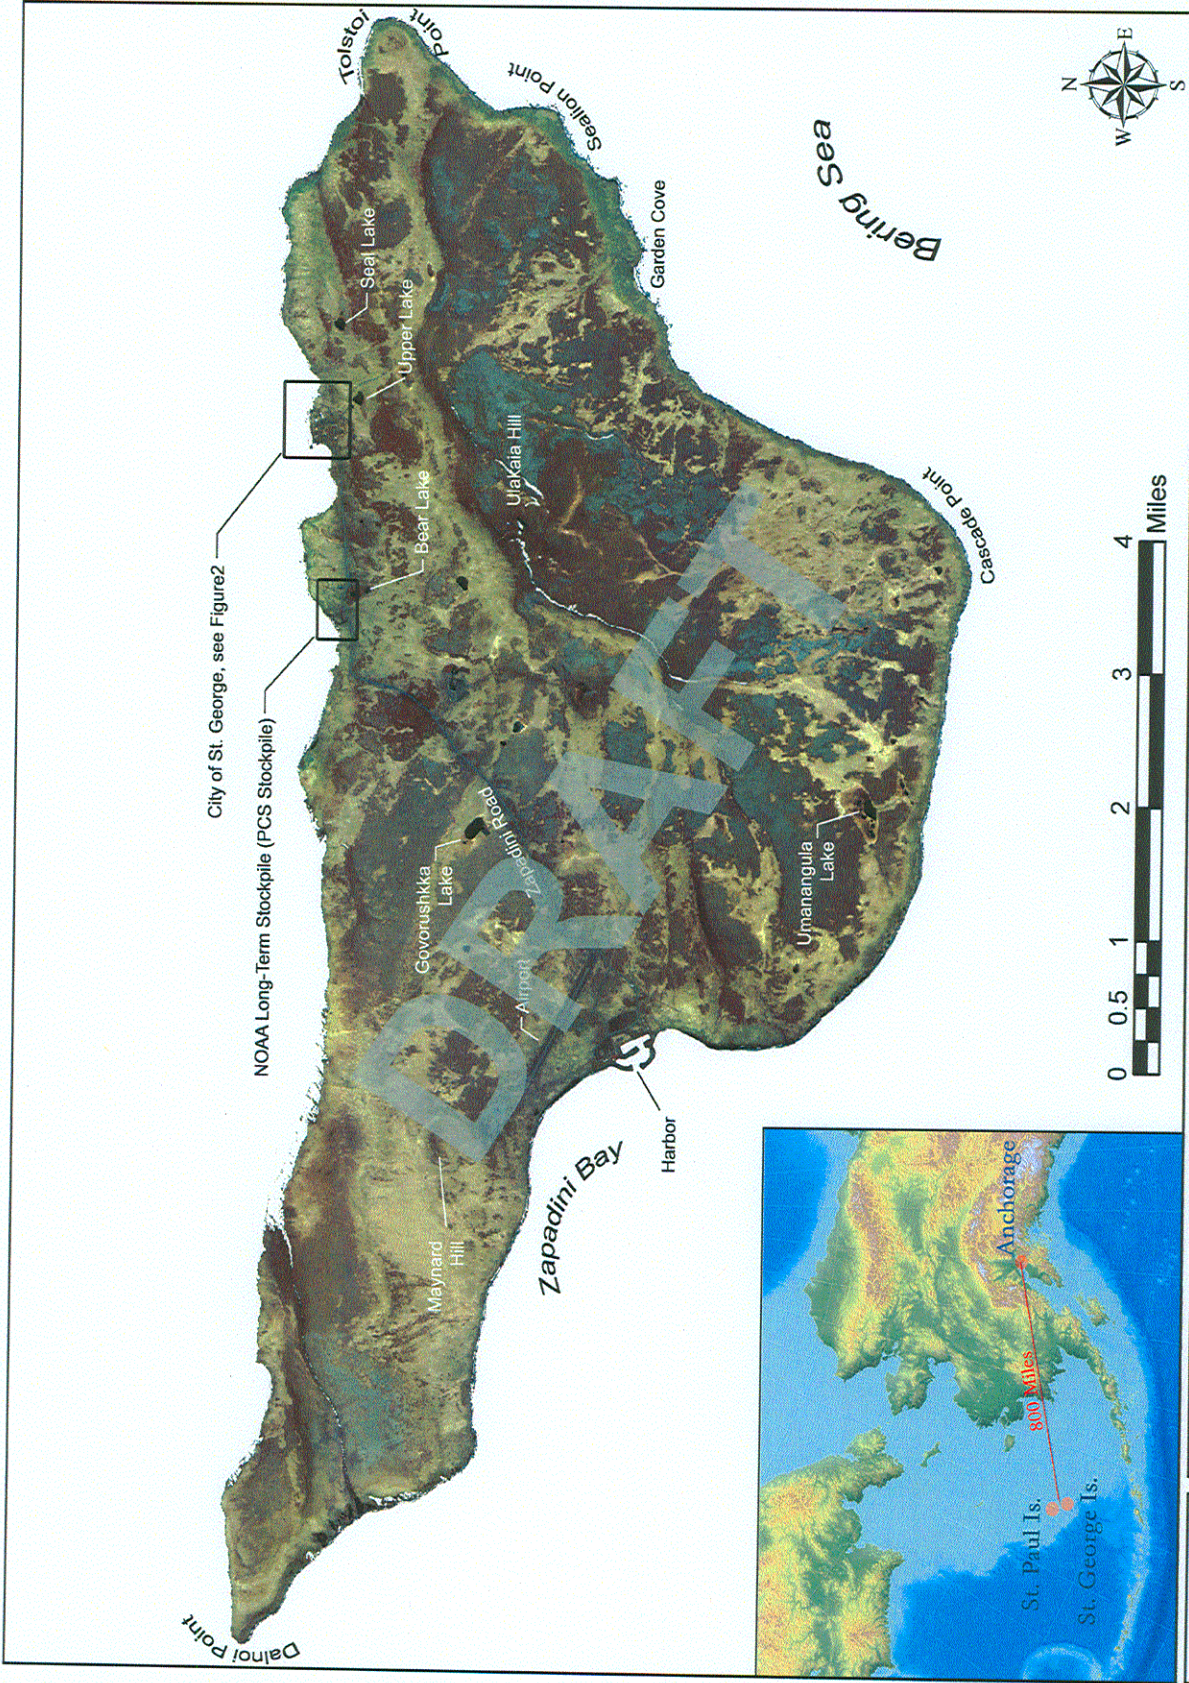 City of St. George, see Figure2
NOAA Long-Term Stockpile (PCS Stockpile)
Tolstoi
Point
Sealion Point
Garden Cove
Bering Sea
Seal Lake
Upper Lake
Bear Lake
Ulakaia Hill
Cascade Point
Zapadini Road
Govorushkka
Lake
Airport
Umanangula
Lake
Maynard
Hill
Harbor
Zapadini Bay
Dalnoi Point
DRAFT
N
E
S
W
0
0.5
1
2
3
4
Miles
Anchorage
800 Miles
St. Paul Is.
St. George Is.